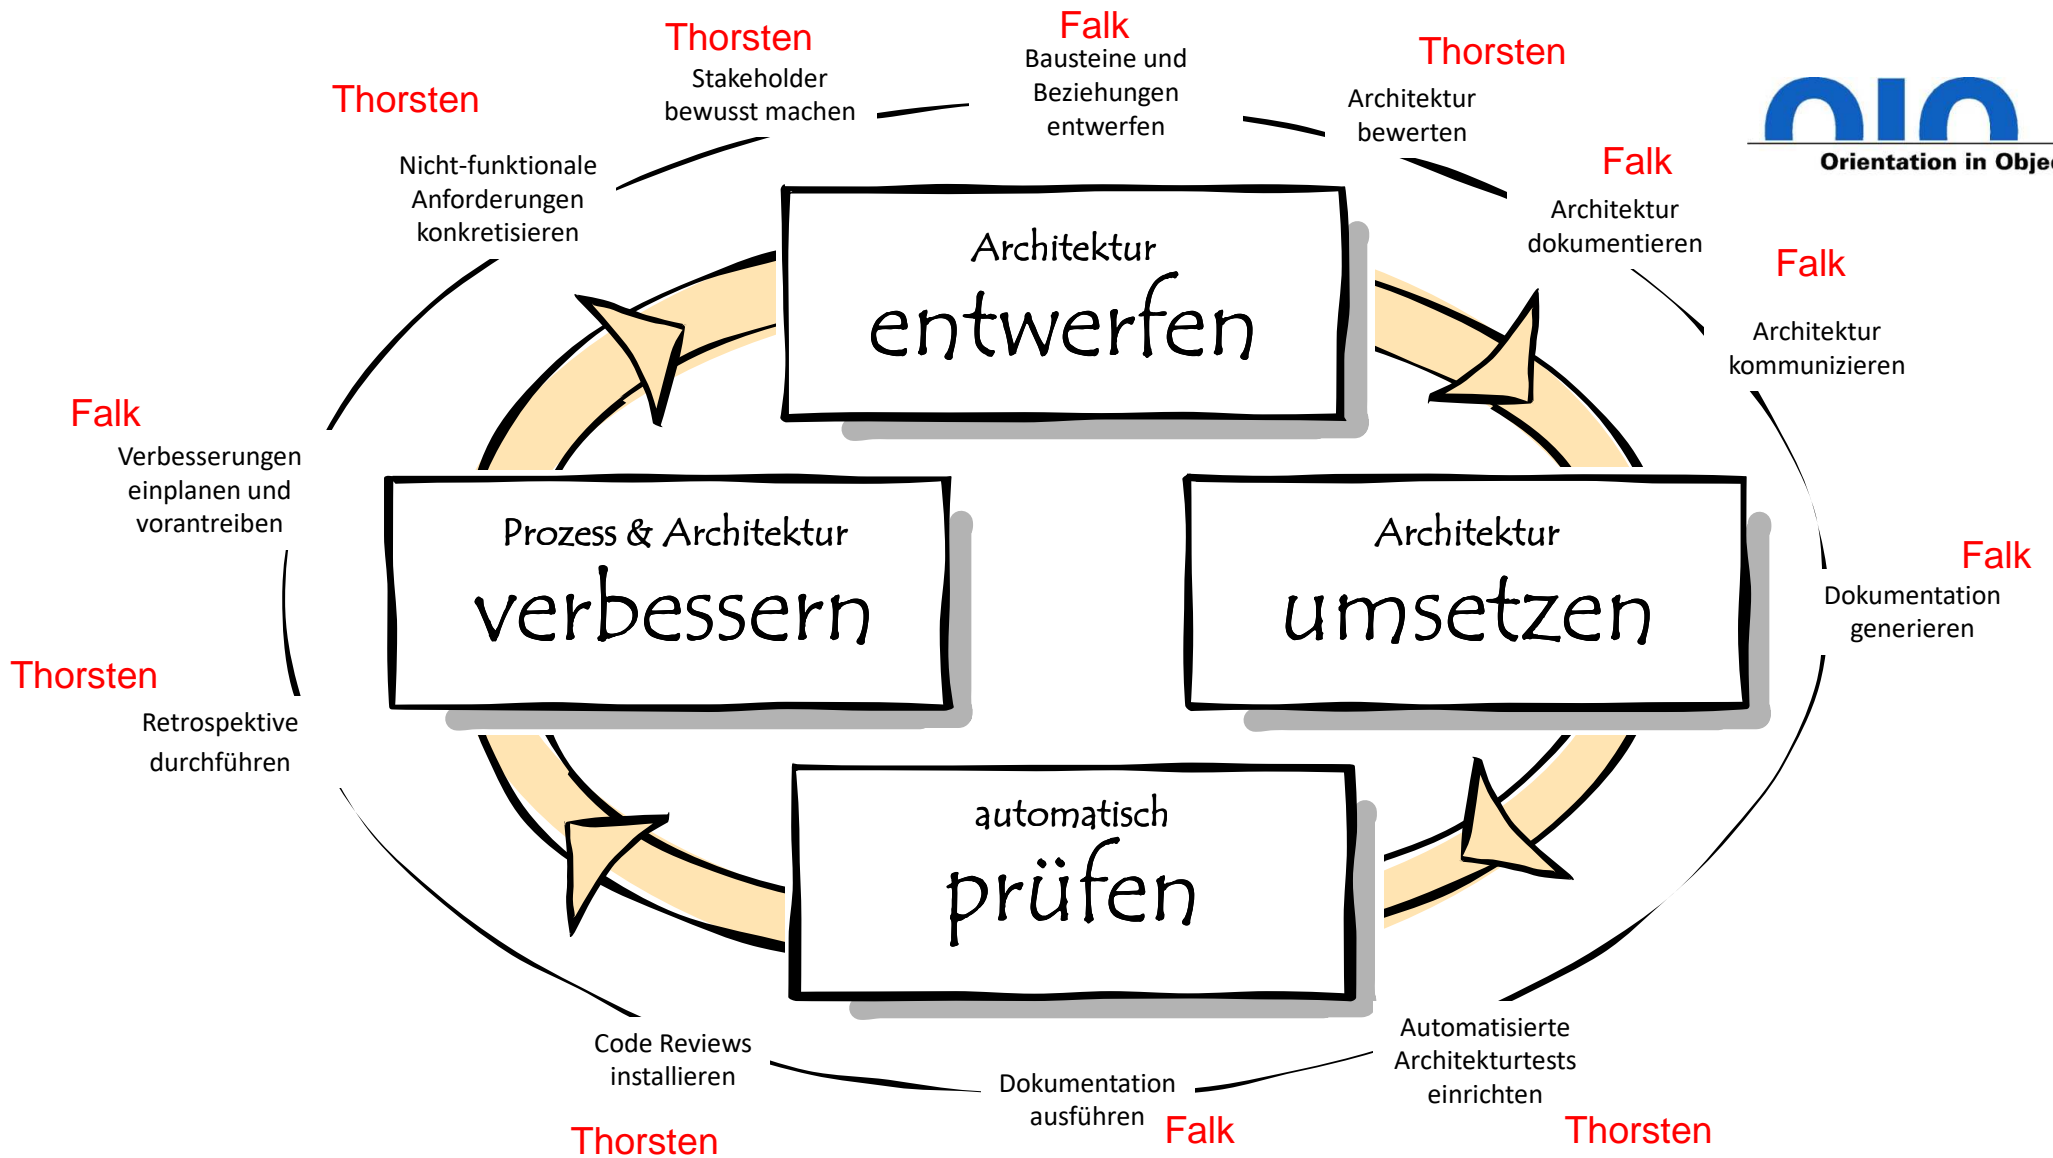 Thorsten
Falk
Thorsten
Thorsten
Stakeholder
bewusst machen
Bausteine und
Beziehungen
entwerfen
Architektur
bewerten
Orientation in Obje
Nicht-funktionale
Anforderungen
konkretisieren
Falk
Architektur
dokumentieren
Falk
Architektur
kommunizieren
Architektur
entwerfen
Falk
Verbesserungen
einplanen und
vorantreiben
Prozess & Architektur
verbessern
Architektur
umsetzen
Falk
Dokumentation
generieren
Thorsten
Retrospektive
durchführen
automatisch
prüfen
Code Reviews
installieren
Thorsten
Dokumentation
ausführen
Falk
Automatisierte
Architekturtests
einrichten
Thorsten